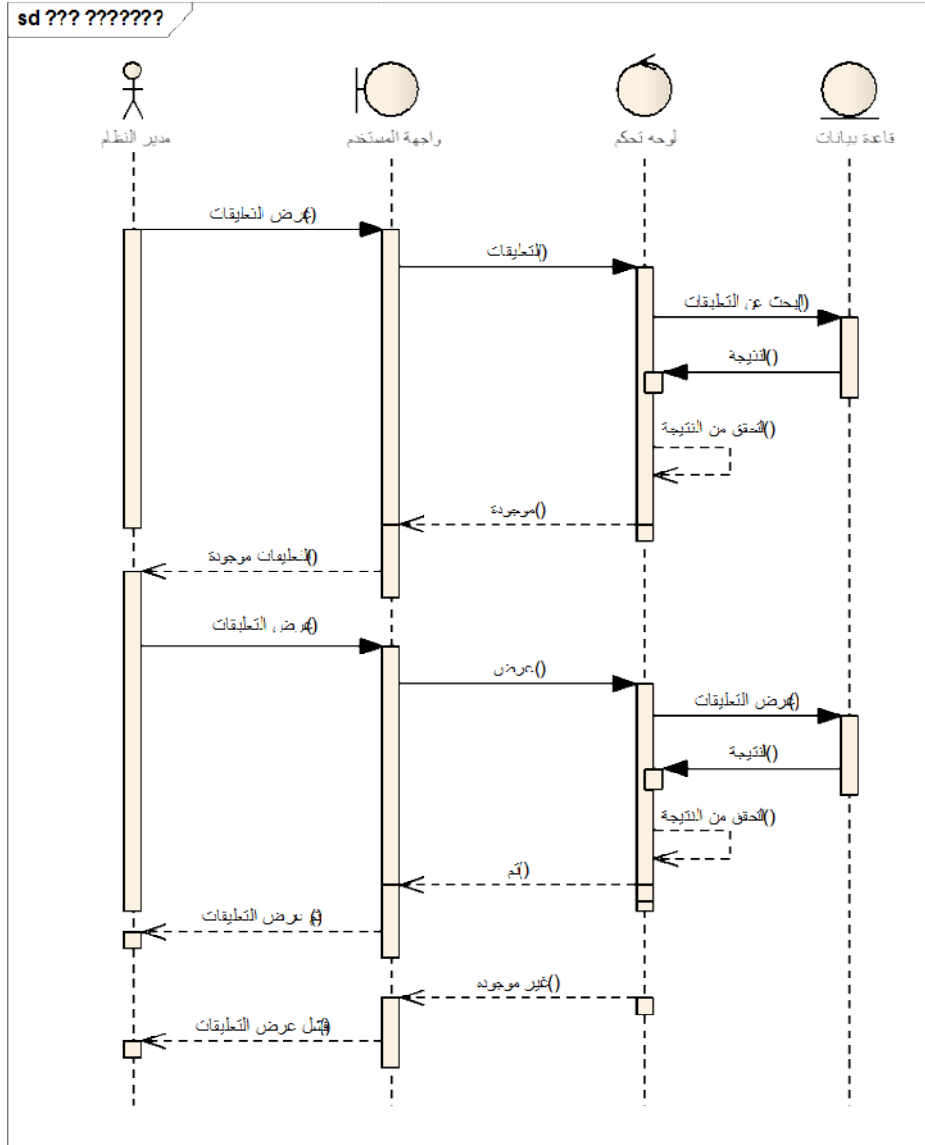 sd ??? ???????
مدير النظام
واجهة المستخدم
لوحه تحكم
قاعدة بيانات
عرض التعليقات()
التعليقات()
البحث عن التعليقات()
النتيجة()
التحقق من النتيجة()
موجودة()
التعليقات موجودة()
عرض التعليقات()
عرض()
عرض التعليقات()
النتيجة()
التحقق من النتيجة()
تم()
تم عرض التعليقات()
غير موجوده()
فشل عرض التعليقات()